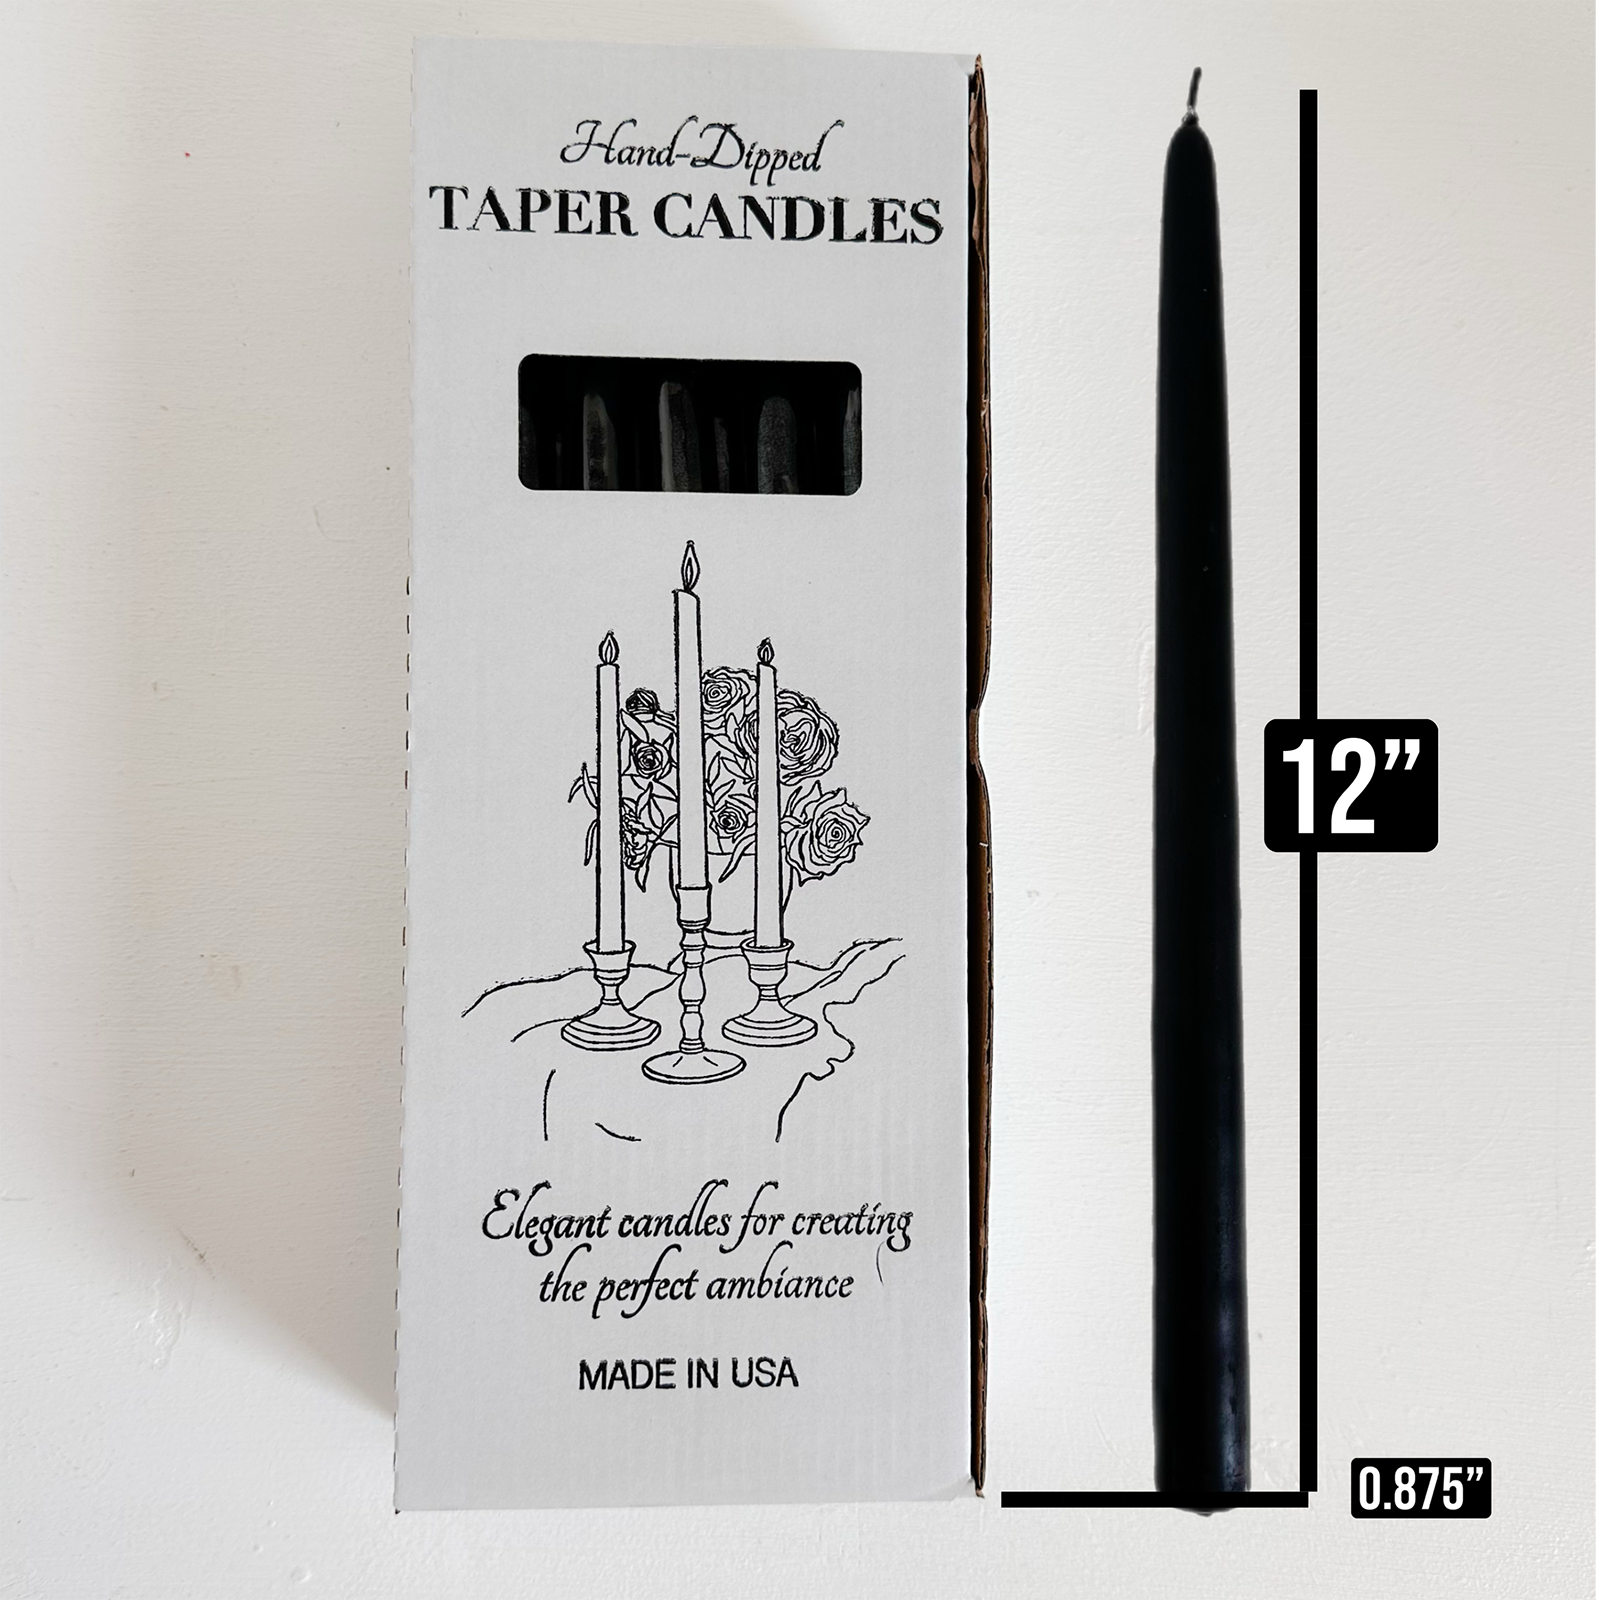 Hand-Dipped
TAPER CANDLES
12”
Elegant candles for creating
the perfect ambiance
MADE IN USA
0.875”